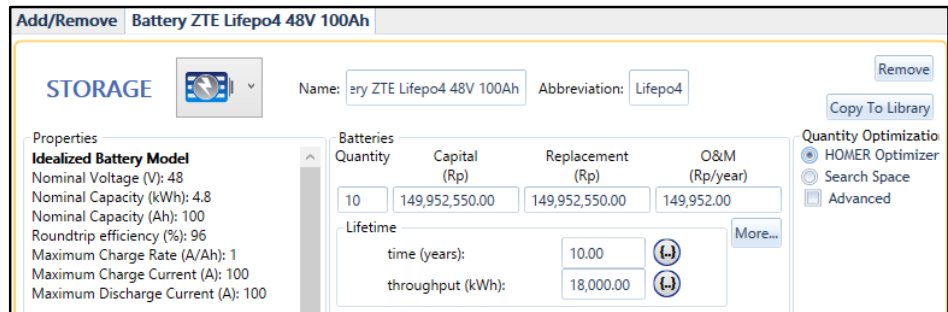 Add/Remove Battery ZTE Lifepo4 48V 100Ah
STORAGE
Name: ery ZTE Lifepo4 48V 100Ah Abbreviation: Lifepo4
Remove
Copy To Library
Properties
Idealized Battery Model
Nominal Voltage (V): 48
Nominal Capacity (kWh): 4.8
Nominal Capacity (Ah): 100
Roundtrip efficiency (%): 96
Maximum Charge Rate (A/Ah): 1
Maximum Charge Current (A): 100
Maximum Discharge Current (A): 100
Batteries
Quantity Capital (Rp) Replacement (Rp) O&M (Rp/year)
10 149,952,550.00 149,952,550.00 149,952.00
Lifetime
time (years): 10.00 {..}
throughput (kWh): 18,000.00 {..}
More...
Quantity Optimizatio
HOMER Optimizer
Search Space
Advanced